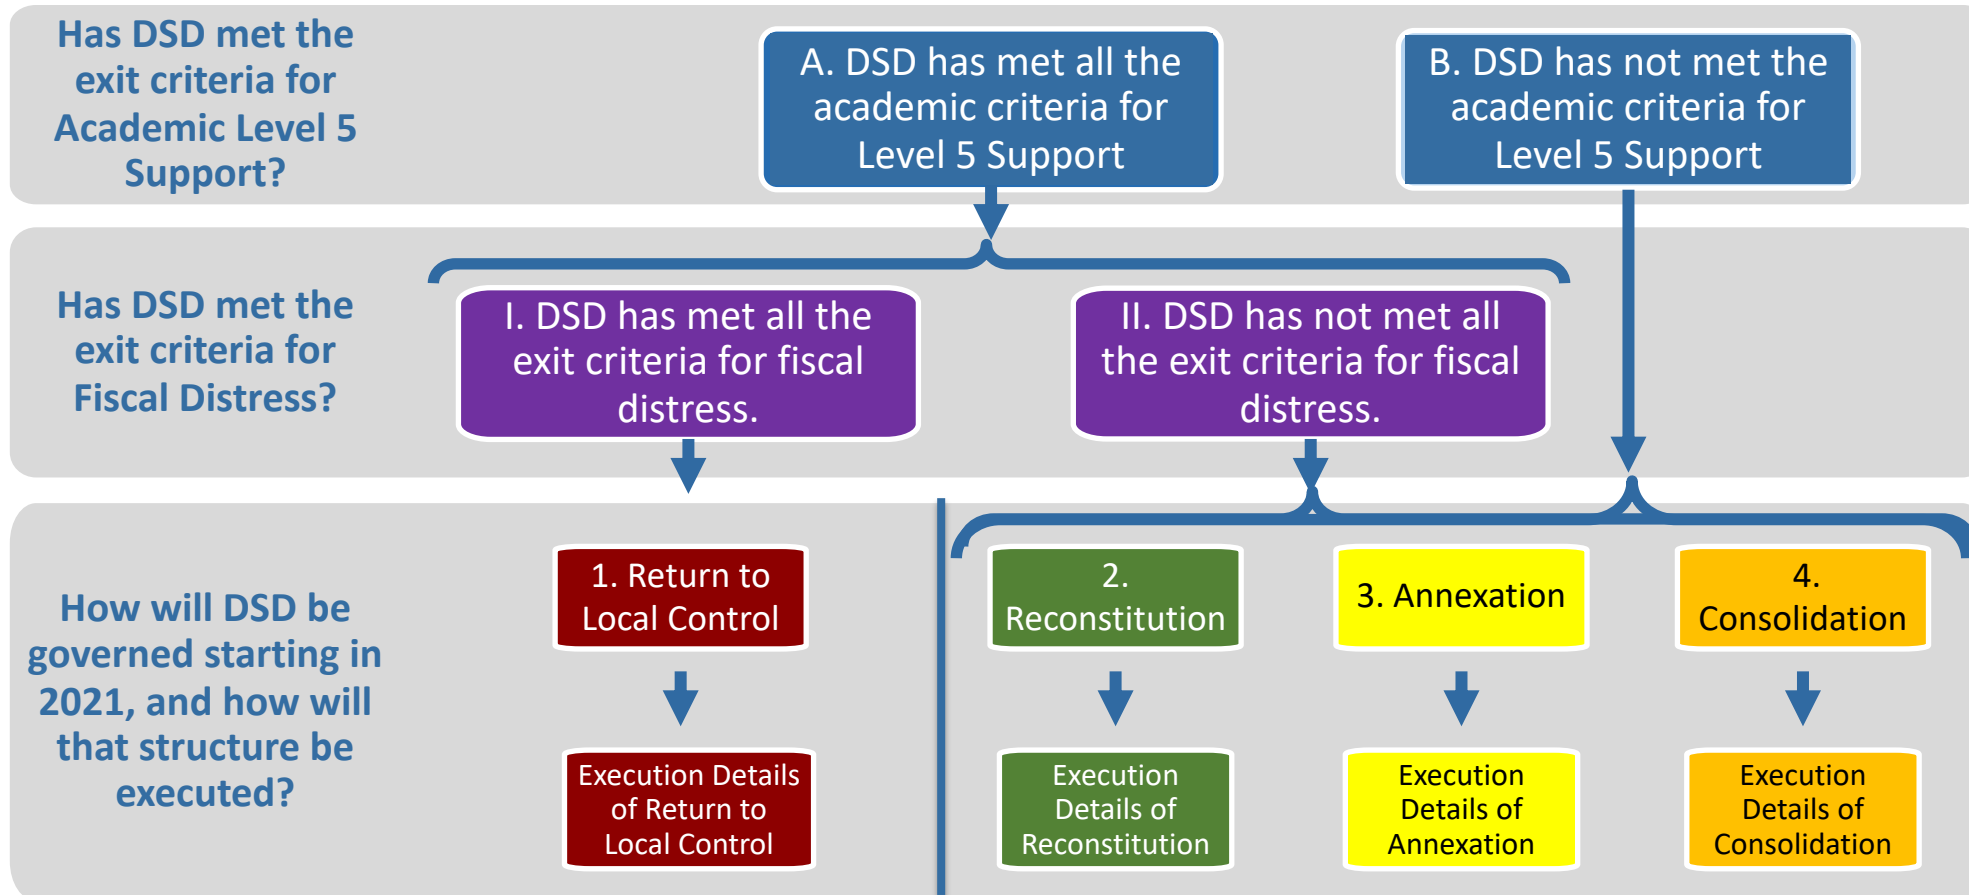 Has DSD met the
exit criteria for
Academic Level 5
Support?
A. DSD has met all the
academic criteria for
Level 5 Support
B. DSD has not met the
academic criteria for
Level 5 Support
Has DSD met the
exit criteria for
Fiscal Distress?
I. DSD has met all the
exit criteria for fiscal
distress.
II. DSD has not met all
the exit criteria for fiscal
distress.
How will DSD be
governed starting in
2021, and how will
that structure be
executed?
1. Return to
Local Control
2.
Reconstitution
3. Annexation
4.
Consolidation
Execution Details
of Return to
Local Control
Execution
Details of
Reconstitution
Execution
Details of
Annexation
Execution
Details of
Consolidation